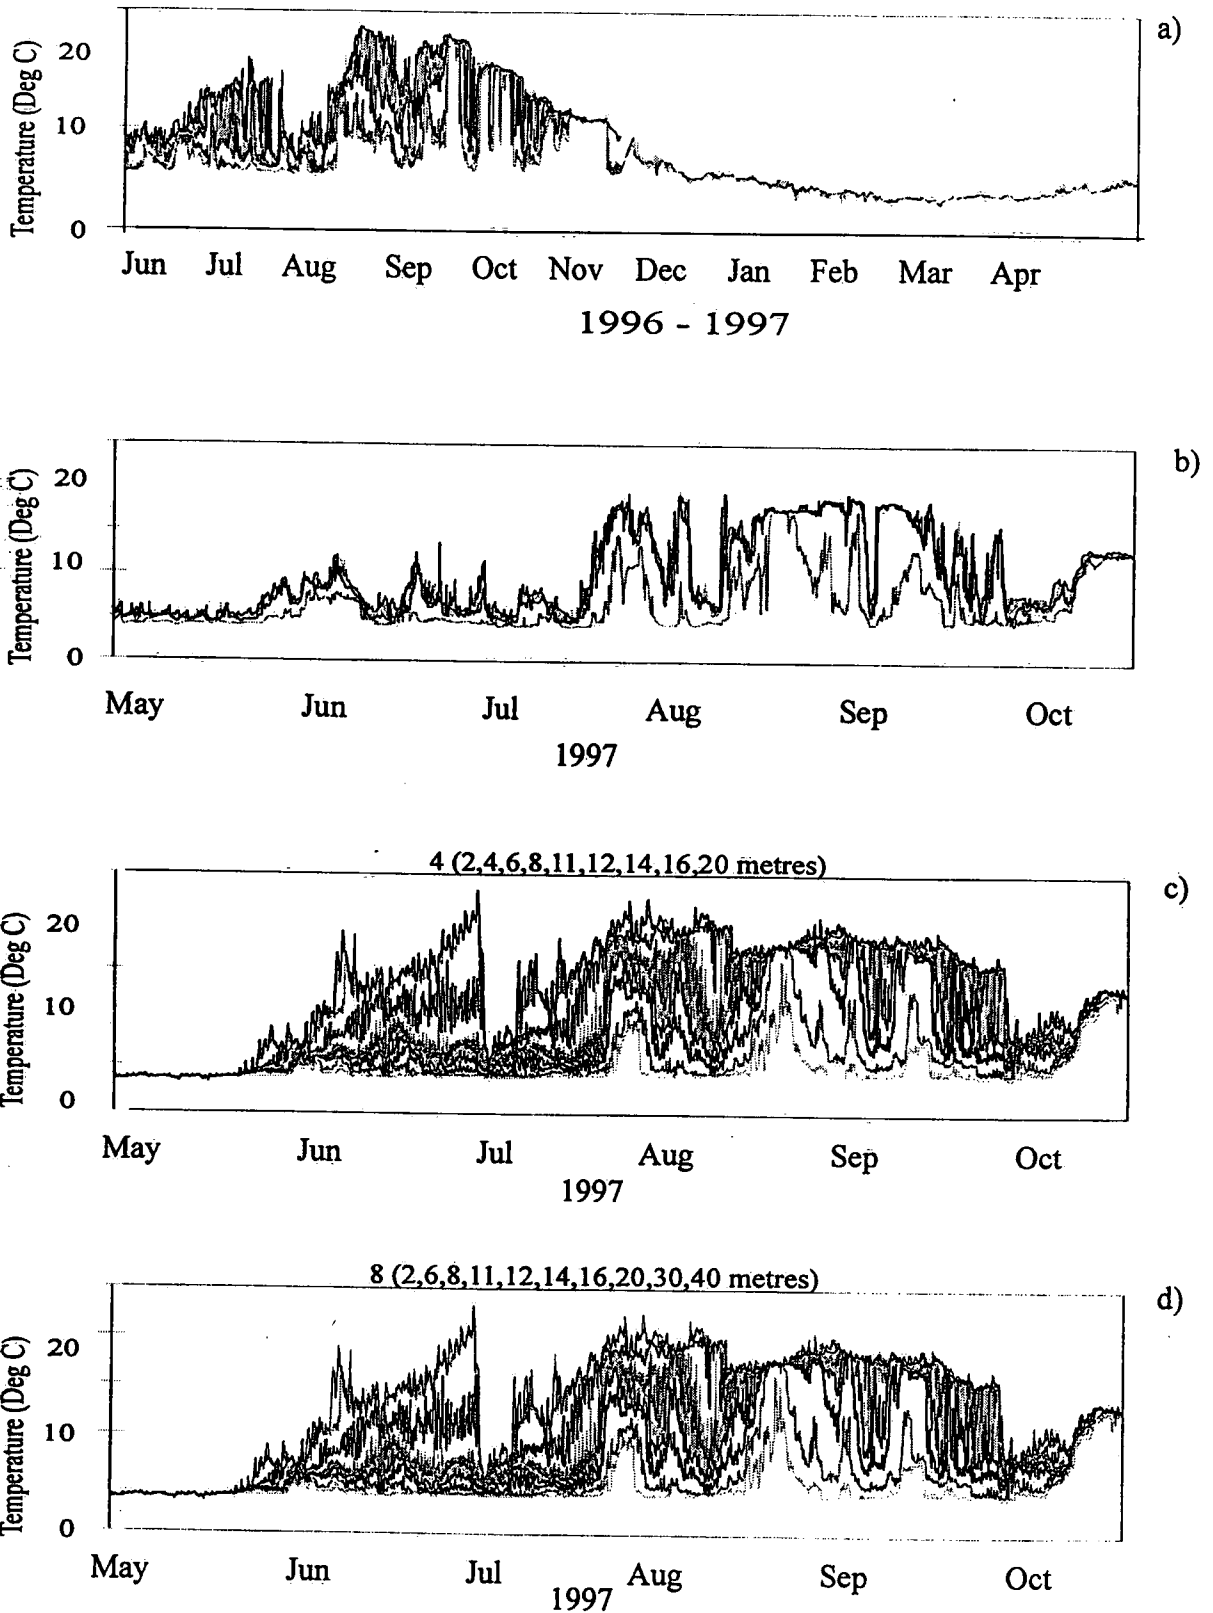 a)
Temperature (Deg C)
20
10
0
Jun Jul Aug Sep Oct Nov Dec Jan Feb Mar Apr
1996 - 1997
b)
Temperature (Deg C)
20
10
0
May Jun Jul Aug Sep Oct
1997
4 (2,4,6,8,11,12,14,16,20 metres)
c)
Temperature (Deg C)
20
10
0
May Jun Jul Aug Sep Oct
1997
8 (2,6,8,11,12,14,16,20,30,40 metres)
d)
Temperature (Deg C)
20
10
0
May Jun Jul Aug Sep Oct
1997